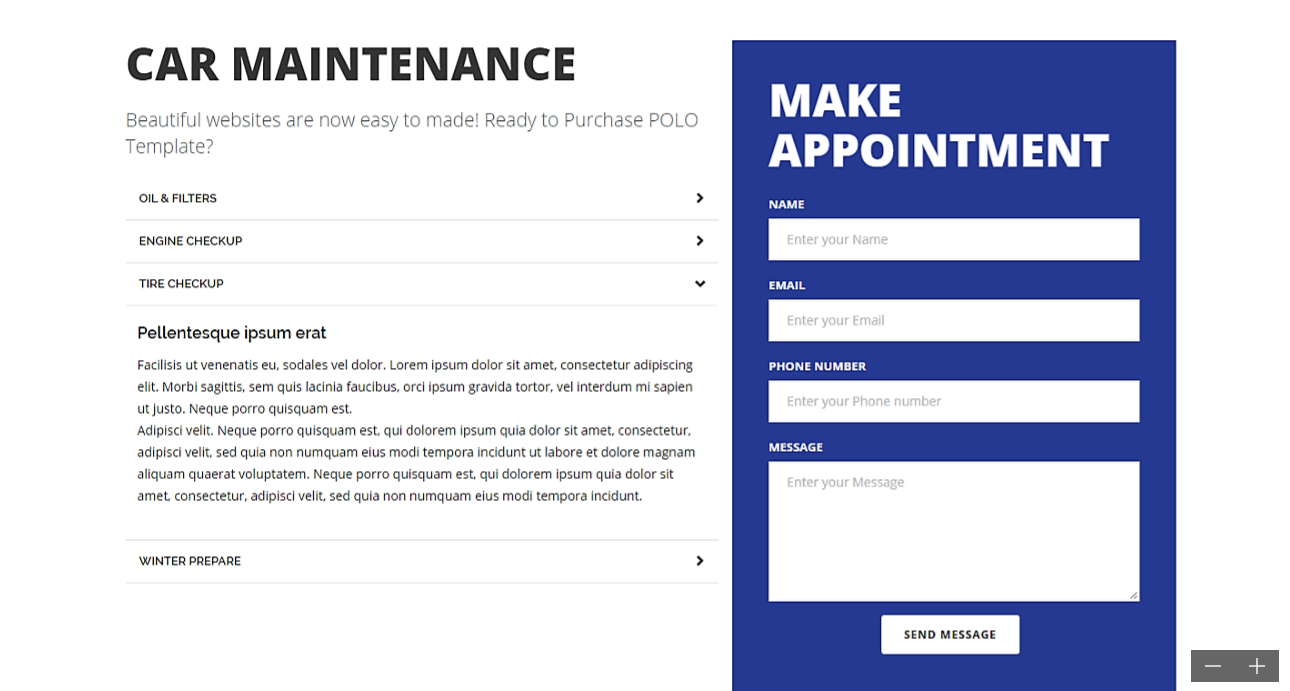 CAR MAINTENANCE
Beautiful websites are now easy to made! Ready to Purchase POLO
Template?
OIL & FILTERS
ENGINE CHECKUP
TIRE CHECKUP
Pellentesque ipsum erat
Facilisis ut venenatis eu, sodales vel dolor. Lorem ipsum dolor sit amet, consectetur adipiscing
elit. Morbi sagittis, sem quis lacinia faucibus, orci ipsum gravida tortor, vel interdum mi sapien
ut justo. Neque porro quisquam est.
Adipisci velit. Neque porro quisquam est, qui dolorem ipsum quia dolor sit amet, consectetur,
adipisci velit, sed quia non numquam eius modi tempora incidunt ut labore et dolore magnam
aliquam quaerat voluptatem. Neque porro quisquam est, qui dolorem ipsum quia dolor sit
amet, consectetur, adipisci velit, sed quia non numquam eius modi tempora incidunt.
WINTER PREPARE
MAKE
APPOINTMENT
NAME
Enter your Name
EMAIL
Enter your Email
PHONE NUMBER
Enter your Phone number
MESSAGE
Enter your Message
SEND MESSAGE